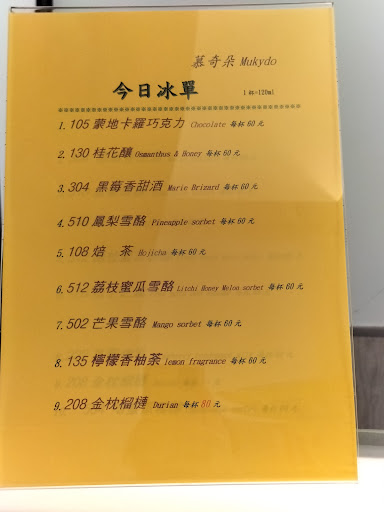 慕奇朵 Mukydo
今日冰單 1杯=120ml
1. 105 蒙地卡羅巧克力 Chocolate 每杯 60 元
2. 130 桂花釀 Osmanthus & Honey 每杯 60 元
3. 304 黑莓香甜酒 Marie Brizard 每杯 60 元
4. 510 鳳梨雪酪 Pineapple sorbet 每杯 60 元
5. 108 焙 茶 Hojicha 每杯 60 元
6. 512 荔枝蜜瓜雪酪 Litchi Honey Melon sorbet 每杯 60 元
7. 502 芒果雪酪 Mango sorbet 每杯 60 元
8. 135 檸檬香柚茶 lemon fragrance 每杯 60 元
9. 208 金枕榴槤 Durian 每杯 80 元